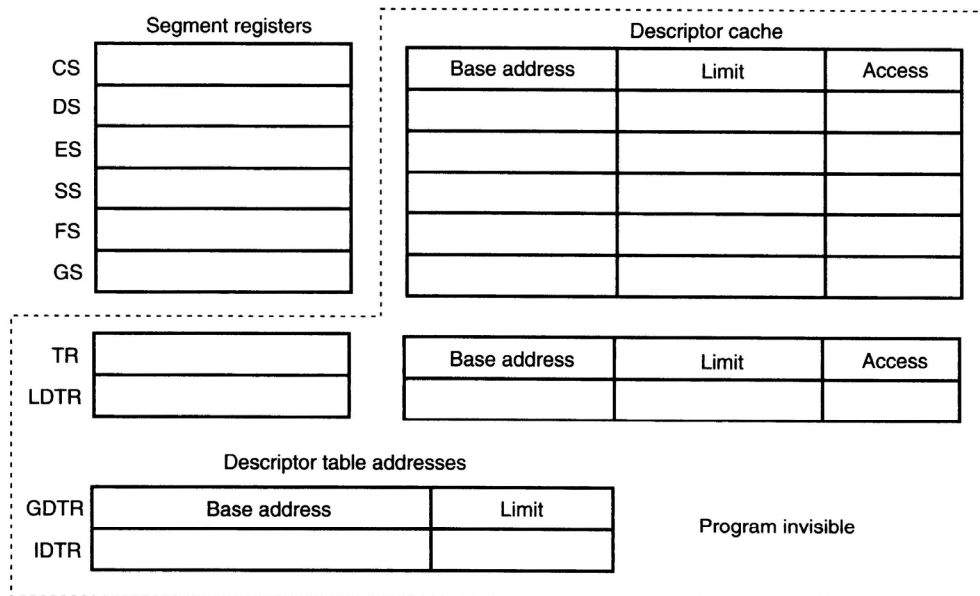 Segment registers
Descriptor cache
CS
Base address Limit Access
DS
ES
SS
FS
GS
TR
Base address Limit Access
LDTR
Descriptor table addresses
GDTR
Base address Limit
IDTR
Program invisible